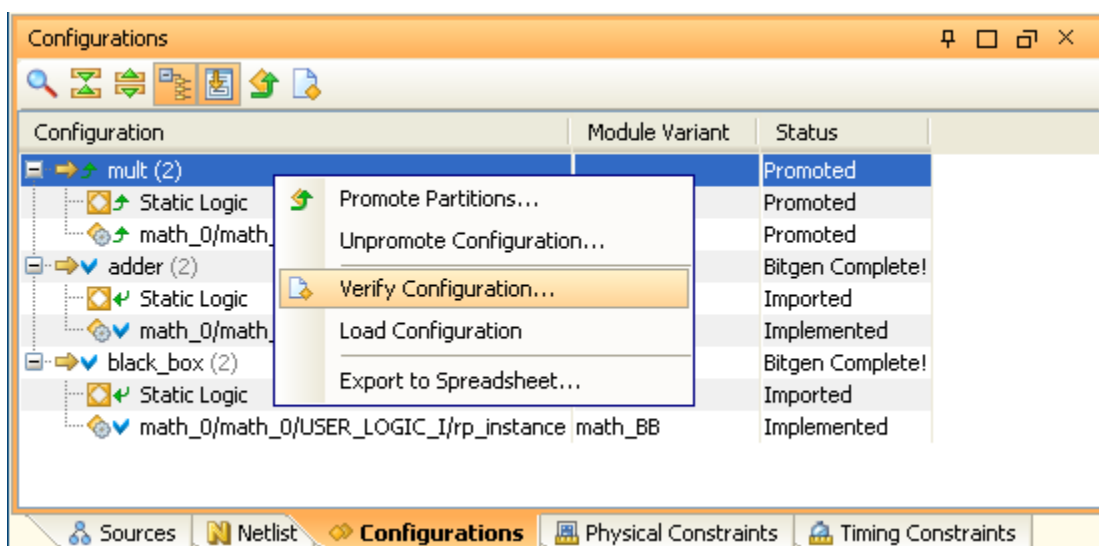 Configurations
Configuration Module Variant Status
mult (2) Promoted
Static Logic Promoted
math_0/math_ Promoted
adder (2) Bitgen Complete!
Static Logic Imported
math_0/math_ Implemented
black_box (2) Bitgen Complete!
Static Logic Imported
math_0/math_0/USER_LOGIC_I/rp_instance math_BB Implemented
Promote Partitions...
Unpromote Configuration...
Verify Configuration...
Load Configuration
Export to Spreadsheet...
Sources Netlist Configurations Physical Constraints Timing Constraints